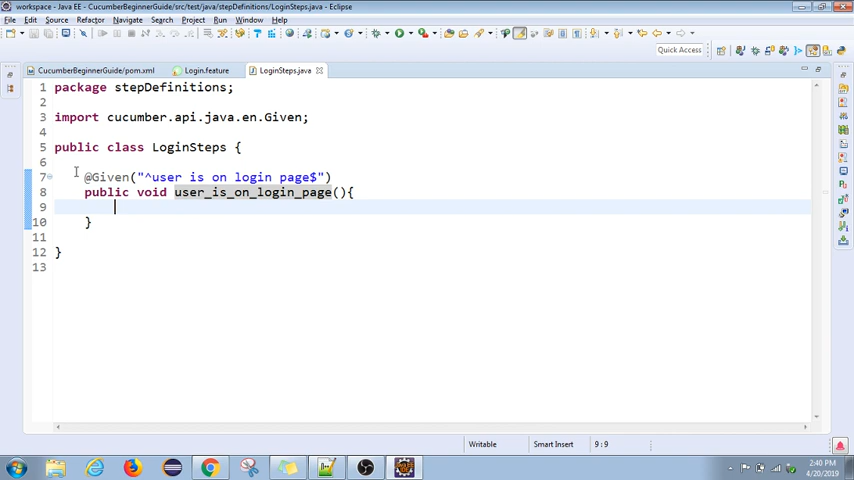 workspace - Java EE - CucumberBeginnerGuide/src/test/java/stepDefinitions/LoginSteps.java - Eclipse
File Edit Source Refactor Navigate Search Project Run Window Help
Quick Access
CucumberBeginnerGuide/pom.xml Login.feature LoginSteps.java
1 package stepDefinitions;
2
3 import cucumber.api.java.en.Given;
4
5 public class LoginSteps {
6
7 @Given("^user is on login page$")
8 public void user_is_on_login_page(){
9
10 }
11
12 }
13
Writable Smart Insert 9 : 9
2:40 PM
4/20/2019